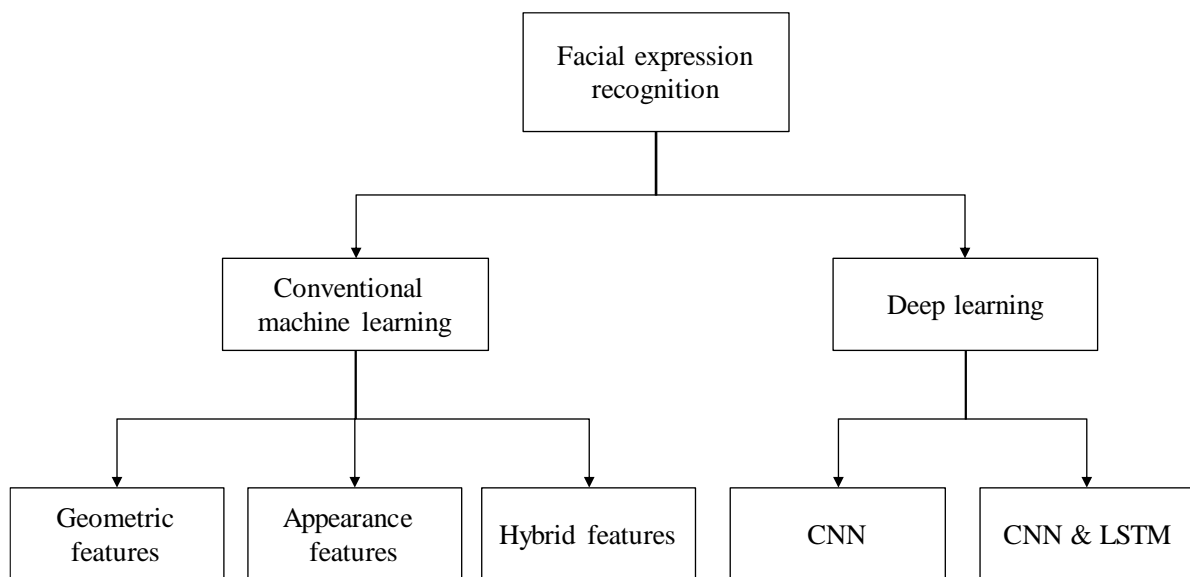 Facial expression
recognition
Conventional
machine learning
Deep learning
Geometric
features
Appearance
features
Hybrid features
CNN
CNN & LSTM